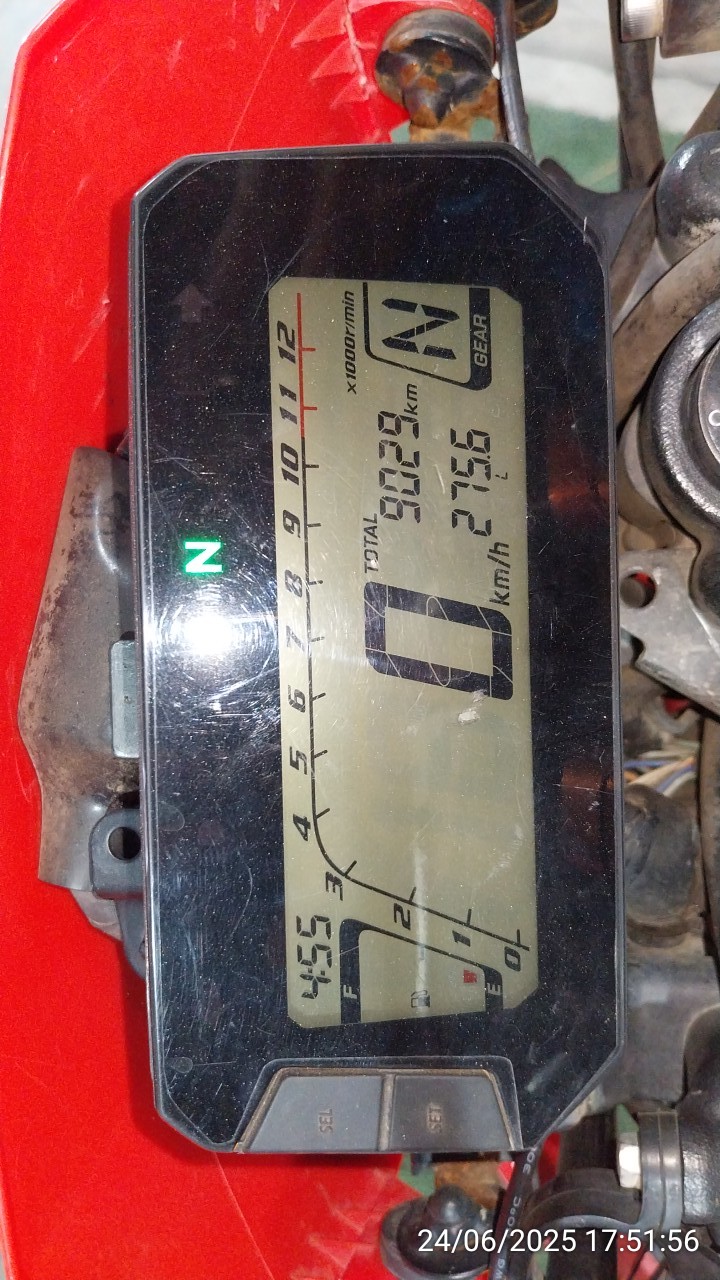 4:55
F
E
0 1 2 3 4 5 6 7 8 9 10 11 12
x1000r/min
TOTAL
9029 km
0 km/h
275.6
L
N
GEAR
N
SEL
SET
24/06/2025 17:51:56